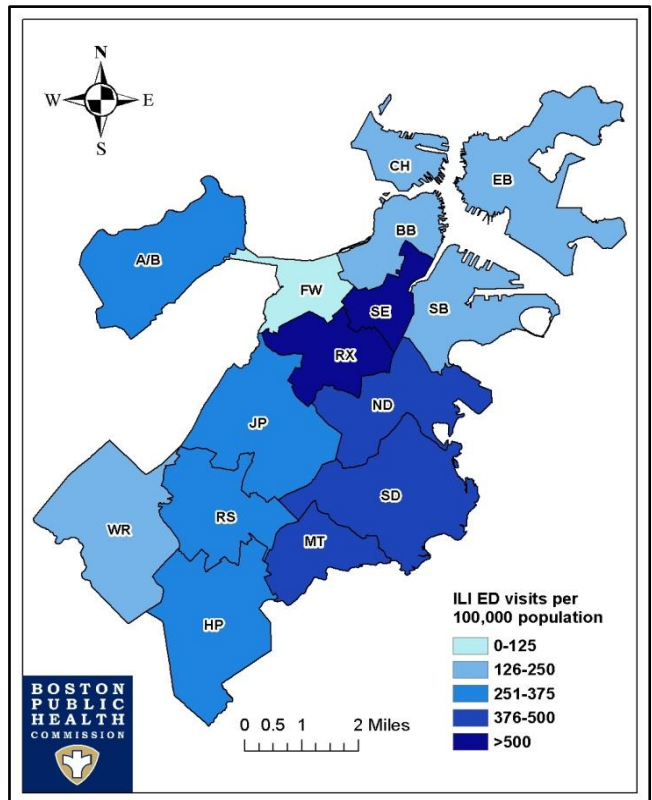 N
W E
S
CH
EB
BB
A/B
FW
SE
SB
RX
ND
JP
SD
RS
WR
MT
HP
ILI ED visits per
100,000 population
0-125
126-250
251-375
376-500
>500
BOSTON
PUBLIC
HEALTH
COMMISSION
0 0.5 1 2 Miles